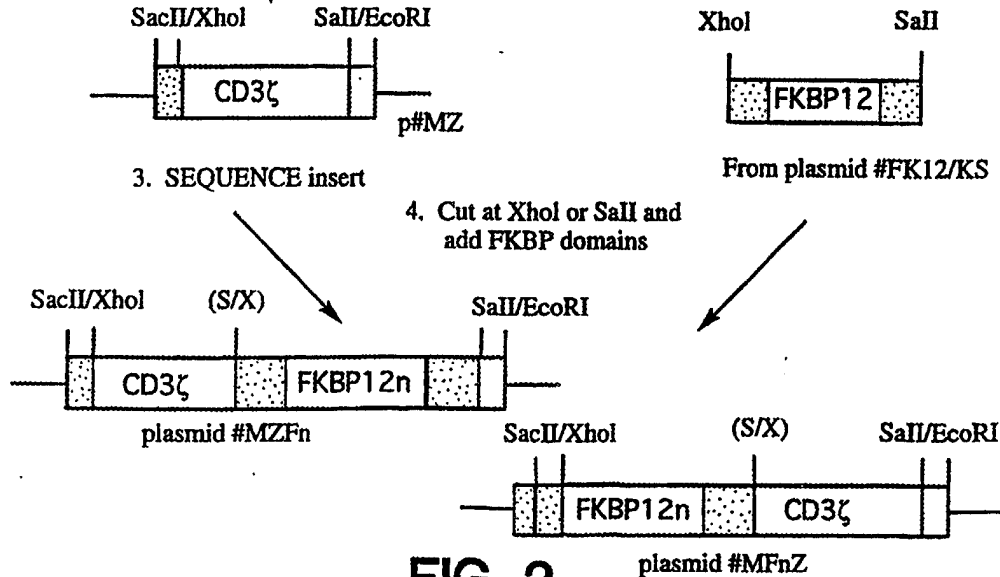 SacII/XhoI SalI/EcoRI
CD3ζ
p#MZ
XhoI SalI
FKBP12
From plasmid #FK12/KS
3. SEQUENCE insert
4. Cut at XhoI or SalI and
add FKBP domains
SacII/XhoI (S/X) SalI/EcoRI
CD3ζ FKBP12n
plasmid #MZFn
SacII/XhoI (S/X) SalI/EcoRI
FKBP12n CD3ζ
plasmid #MFnZ
FIG. 2